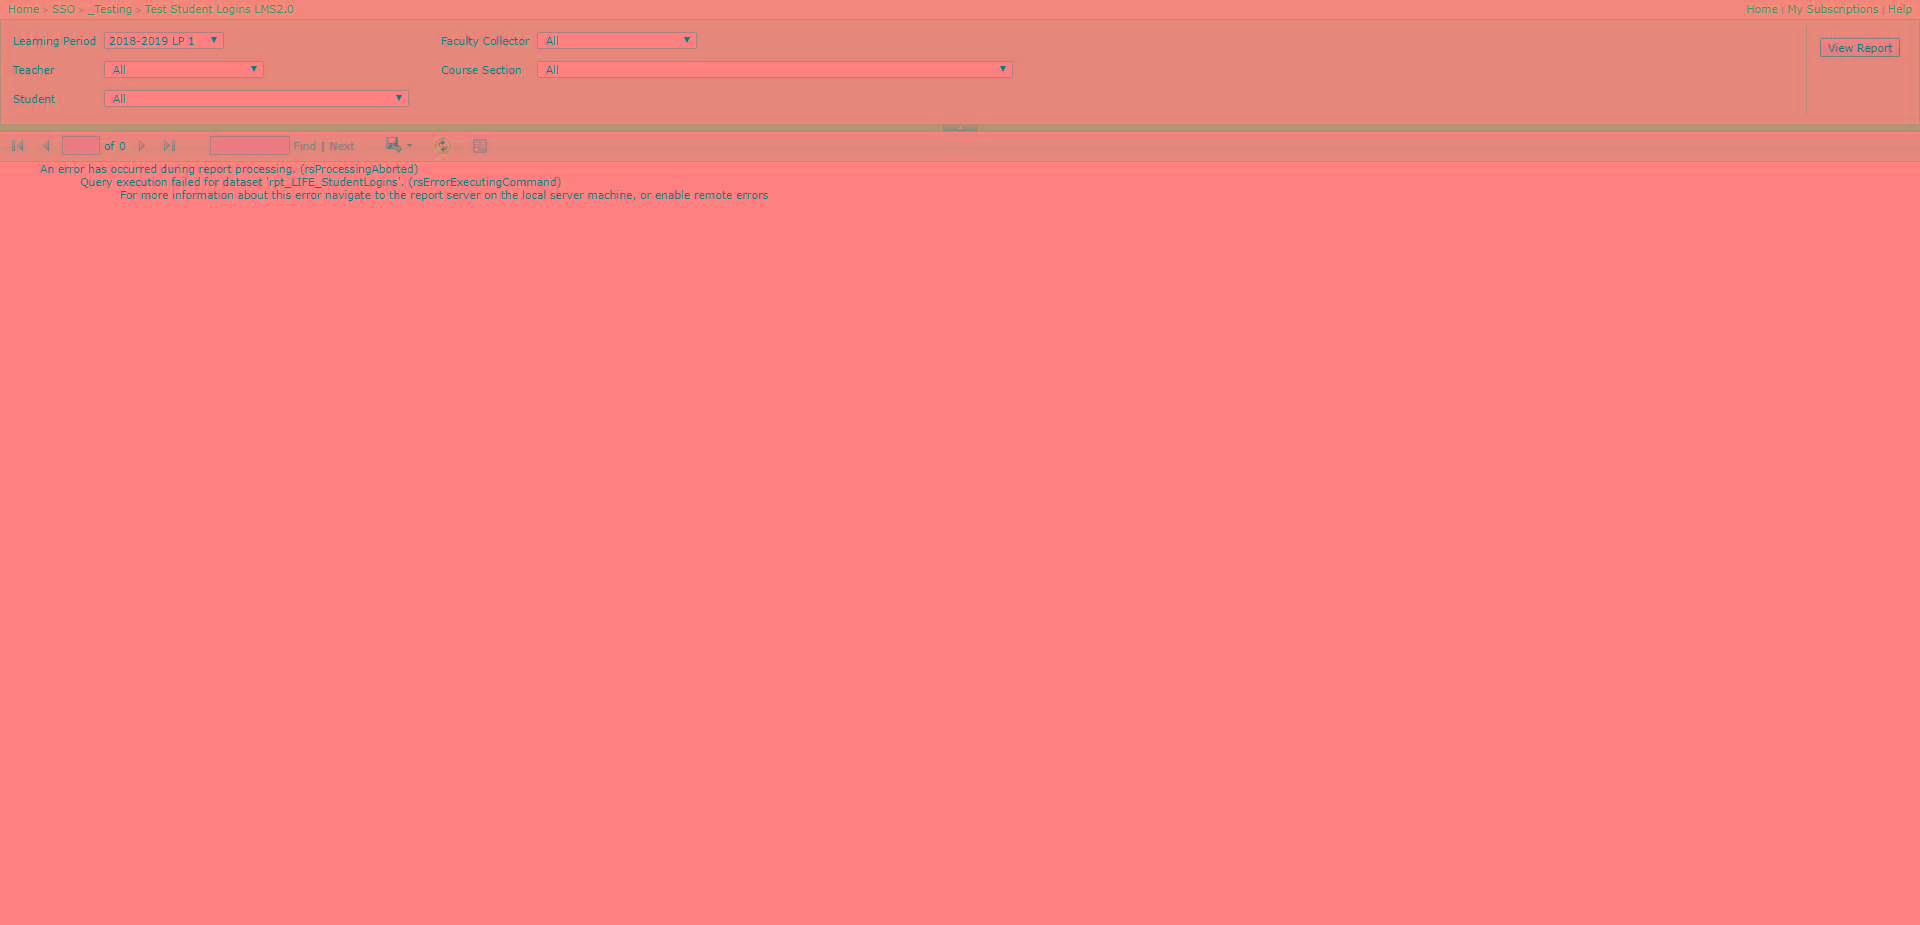 Home > SSO > _Testing > Test Student Logins LMS2.0
Home | My Subscriptions | Help
Learning Period 2018-2019 LP 1 Faculty Collector All
View Report
Teacher All Course Section All
Student All
of 0 Find | Next
An error has occurred during report processing. (rsProcessingAborted)
Query execution failed for dataset 'rpt_LIFE_StudentLogins'. (rsErrorExecutingCommand)
For more information about this error navigate to the report server on the local server machine, or enable remote errors